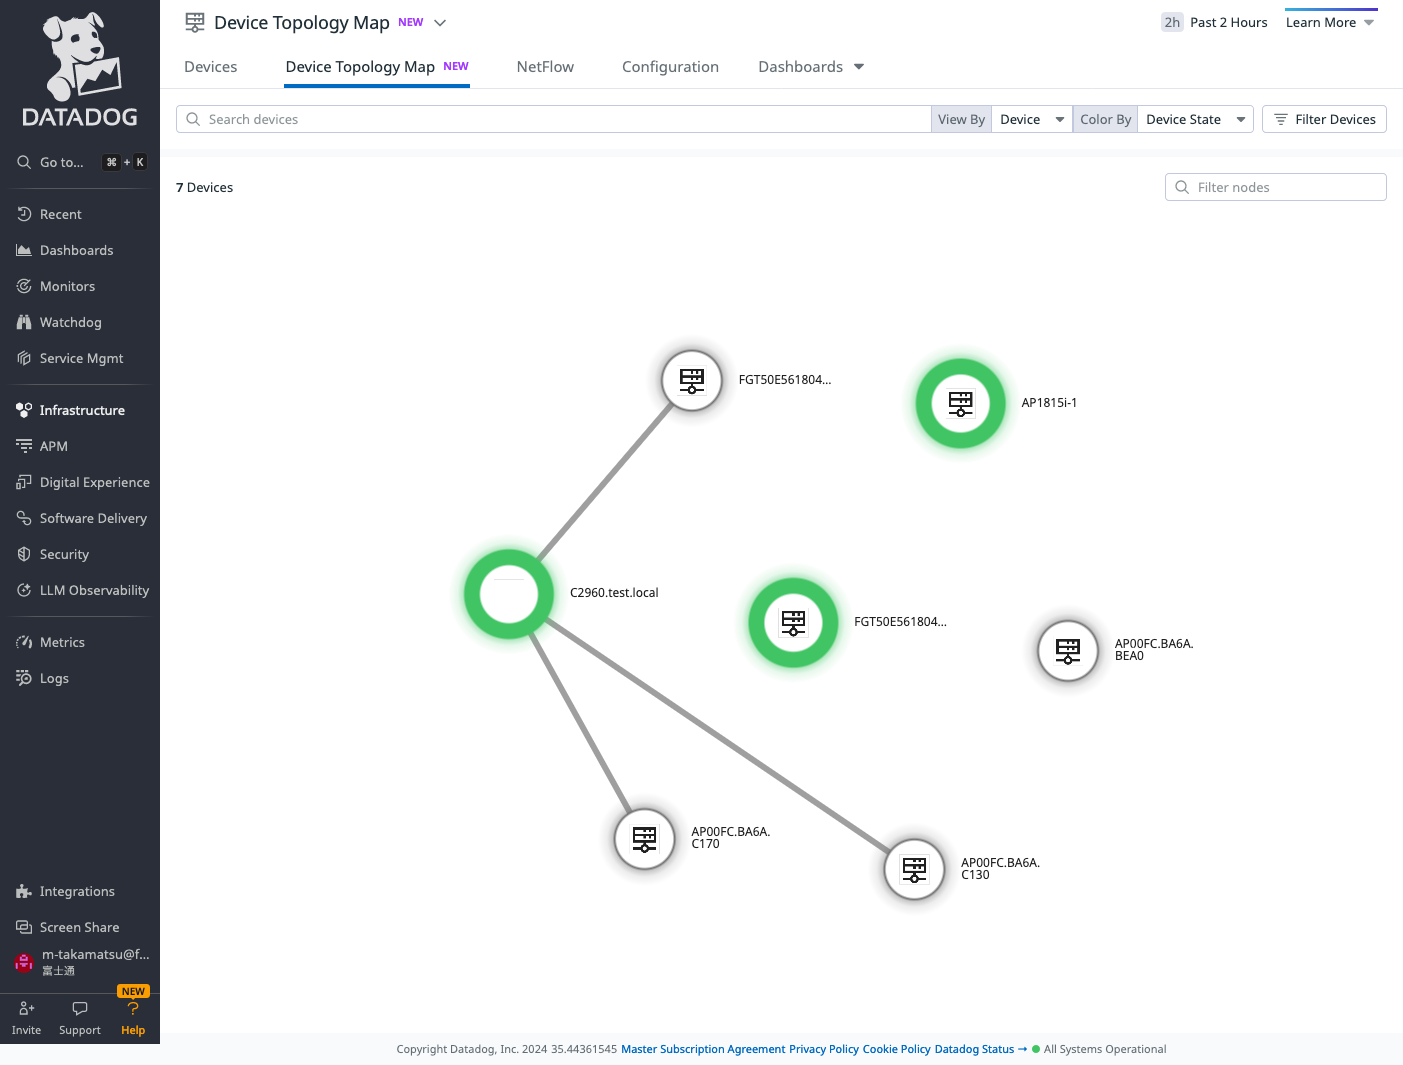 DATADOG
Go to... ⌘ + K
Recent
Dashboards
Monitors
Watchdog
Service Mgmt
Infrastructure
APM
Digital Experience
Software Delivery
Security
LLM Observability
Metrics
Logs
Integrations
Screen Share
m-takamatsu@f...
富士通
NEW
Invite Support Help
Device Topology Map NEW
2h Past 2 Hours Learn More
Devices Device Topology Map NEW NetFlow Configuration Dashboards
Search devices View By Device Color By Device State Filter Devices
7 Devices Filter nodes
FGT50E561804...
AP1815i-1
C2960.test.local
FGT50E561804...
AP00FC.BA6A.
BEA0
AP00FC.BA6A.
C170
AP00FC.BA6A.
C130
Copyright Datadog, Inc. 2024 35.44361545 Master Subscription Agreement Privacy Policy Cookie Policy Datadog Status → All Systems Operational